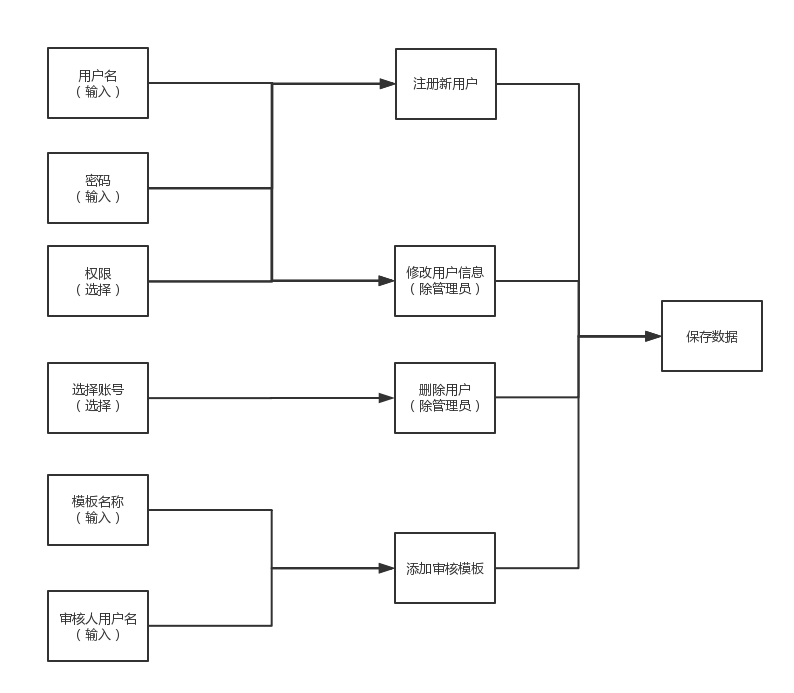 用户名
（输入）
注册新用户
密码
（输入）
权限
（选择）
修改用户信息
（除管理员）
保存数据
选择账号
（选择）
删除用户
（除管理员）
模板名称
（输入）
添加审核模板
审核人用户名
（输入）